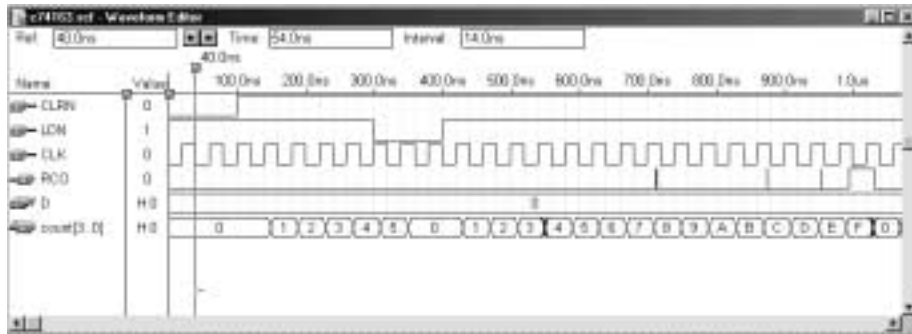 c74163.scf - Waveform Editor
Ref: 40.0ns Time: 54.0ns Interval: 14.0ns
40.0ns
Name: Value: 100.0ns 200.0ns 300.0ns 400.0ns 500.0ns 600.0ns 700.0ns 800.0ns 900.0ns 1.0us
CLRN 0
LDN 1
CLK 0
RCO 0
D H 0 0
count[3..0] H 0 0 1 2 3 4 5 0 1 2 3 4 5 6 7 8 9 A B C D E F 0